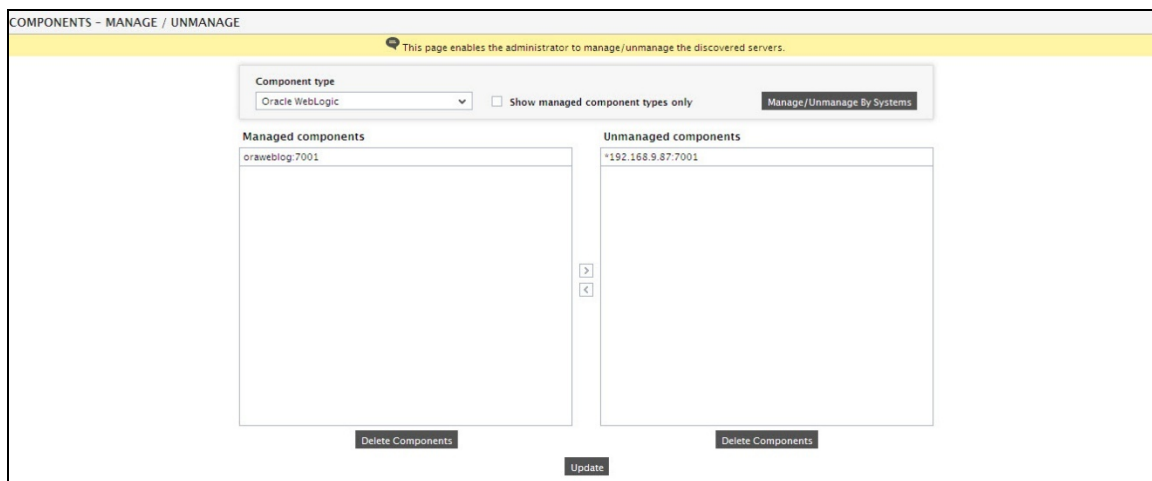 COMPONENTS - MANAGE / UNMANAGE
This page enables the administrator to manage/unmanage the discovered servers.
Component type
Oracle WebLogic
Show managed component types only
Manage/Unmanage By Systems
Managed components
Unmanaged components
oraweblog:7001
*192.168.9.87:7001
>
<
Delete Components
Delete Components
Update